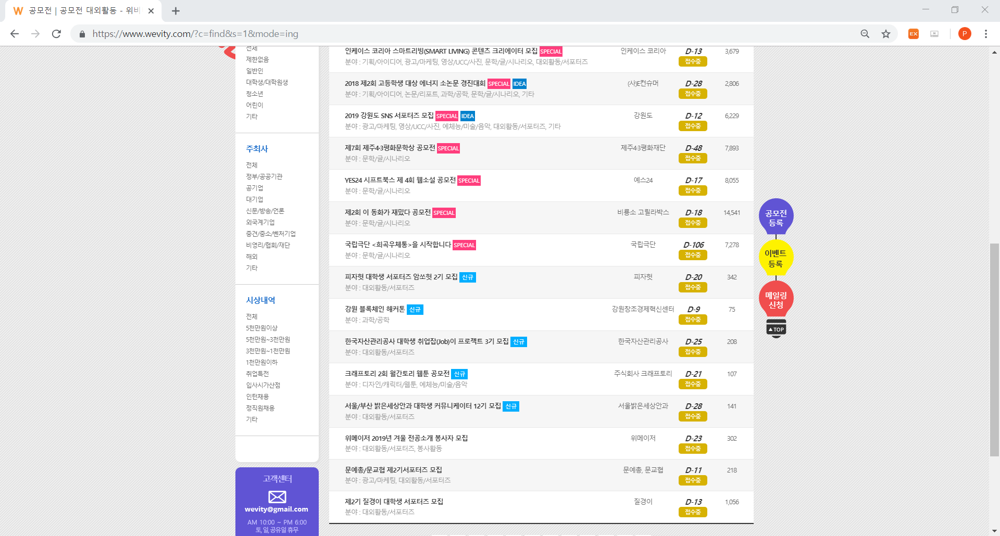 공모전 | 공모전 대외활동 - 위비
https://www.wevity.com/?c=find&s=1&mode=ing
EX
P
전체
제한없음
일반인
대학생/대학원생
청소년
어린이
기타
주최사
전체
정부/공공기관
공기업
대기업
신문/방송/언론
외국계기업
중견/중소/벤처기업
비영리/협회/재단
해외
기타
시상내역
전체
5천만원이상
5천만원~3천만원
3천만원~1천만원
1천만원이하
취업특전
입사시가산점
인턴채용
정직원채용
기타
고객센터
wevity@gmail.com
AM 10:00 ~ PM 6:00
토, 일, 공유일 휴무
인케이스 코리아 스마트리빙(SMART LIVING) 콘텐츠 크리에이터 모집 SPECIAL 인케이스 코리아 D-13 3,679
분야 : 기획/아이디어, 광고/마케팅, 영상/UCC/사진, 문학/글/시나리오, 대외활동/서포터즈 접수중
2018 제2회 고등학생 대상 에너지 소논문 경진대회 SPECIAL IDEA (사)E컨슈머 D-28 2,806
분야 : 기획/아이디어, 논문/리포트, 과학/공학, 문학/글/시나리오, 기타 접수중
2019 강원도 SNS 서포터즈 모집 SPECIAL IDEA 강원도 D-12 6,229
분야 : 광고/마케팅, 영상/UCC/사진, 예체능/미술/음악, 대외활동/서포터즈, 기타 접수중
제7회 제주4·3평화문학상 공모전 SPECIAL 제주4·3평화재단 D-48 7,893
분야 : 문학/글/시나리오 접수중
YES24 시프트북스 제 4회 웹소설 공모전 SPECIAL 예스24 D-17 8,055
분야 : 문학/글/시나리오 접수중
제2회 이 동화가 재밌다 공모전 SPECIAL 비룡소 고릴라박스 D-18 14,541
분야 : 문학/글/시나리오 접수중
국립극단 <희곡우체통>을 시작합니다 SPECIAL 국립극단 D-106 7,278
분야 : 문학/글/시나리오 접수중
피자헛 대학생 서포터즈 암쏘헛 2기 모집 신규 피자헛 D-20 342
분야 : 대외활동/서포터즈 접수중
강원 블록체인 해커톤 신규 강원창조경제혁신센터 D-9 75
분야 : 과학/공학 접수중
한국자산관리공사 대학생 취업잡(Job)이 프로젝트 3기 모집 신규 한국자산관리공사 D-25 208
분야 : 대외활동/서포터즈 접수중
크래프토리 2회 월간토리 웹툰 공모전 신규 주식회사 크래프토리 D-21 107
분야 : 디자인/캐릭터/웹툰, 예체능/미술/음악 접수중
서울/부산 밝은세상안과 대학생 커뮤니케이터 12기 모집 신규 서울밝은세상안과 D-28 141
분야 : 대외활동/서포터즈 접수중
위메이저 2019년 겨울 전공소개 봉사자 모집 위메이저 D-23 302
분야 : 대외활동/서포터즈, 봉사활동 접수중
문예총/문교협 제2기서포터즈 모집 문예총, 문교협 D-11 218
분야 : 광고/마케팅, 대외활동/서포터즈 접수중
제2기 질경이 대학생 서포터즈 모집 질경이 D-13 1,056
분야 : 대외활동/서포터즈 접수중
공모전
등록
이벤트
등록
메일링
신청
▲TOP